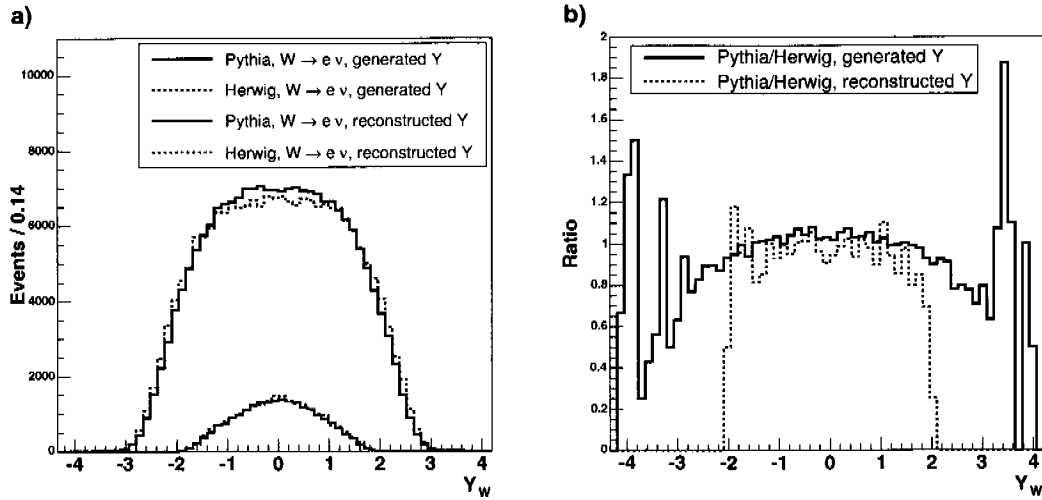 a)
Pythia, W → e ν, generated Y
Herwig, W → e ν, generated Y
Pythia, W → e ν, reconstructed Y
Herwig, W → e ν, reconstructed Y
Events / 0.14
10000
8000
6000
4000
2000
0
-4 -3 -2 -1 0 1 2 3 4
Y_W
b)
Pythia/Herwig, generated Y
Pythia/Herwig, reconstructed Y
Ratio
2
1.8
1.6
1.4
1.2
1
0.8
0.6
0.4
0.2
0
-4 -3 -2 -1 0 1 2 3 4
Y_W